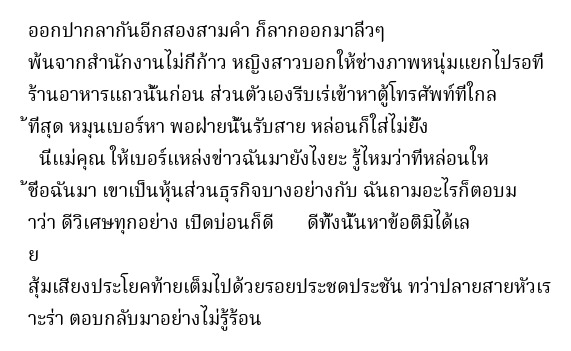 ออกปากลากันอีกสองสามคำ ก็ลากออกมาลิ่วๆ
พ้นจากสำนักงานไม่กี่ก้าว หญิงสาวบอกให้ช่างภาพหนุ่มแยกไปรอที่
ร้านอาหารแถวนั้นก่อน ส่วนตัวเองรีบเร่เข้าหาตู้โทรศัพท์ที่ใกล
้ที่สุด หมุนเบอร์หา พอฝ่ายนั้นรับสาย หล่อนก็ใส่ไม่ยั้ง
นี่แม่คุณ ให้เบอร์แหล่งข่าวฉันมายังไงยะ รู้ไหมว่าที่หล่อนให
้ชื่อฉันมา เขาเป็นหุ้นส่วนธุรกิจบางอย่างกับ ฉันถามอะไรก็ตอบม
าว่า ดีวิเศษทุกอย่าง เปิดบ่อนก็ดี ดีทั้งนั้นหาข้อติมิได้เล
ย
สุ้มเสียงประโยคท้ายเต็มไปด้วยรอยประชดประชัน ทว่าปลายสายหัวเร
าะร่า ตอบกลับมาอย่างไม่รู้ร้อน